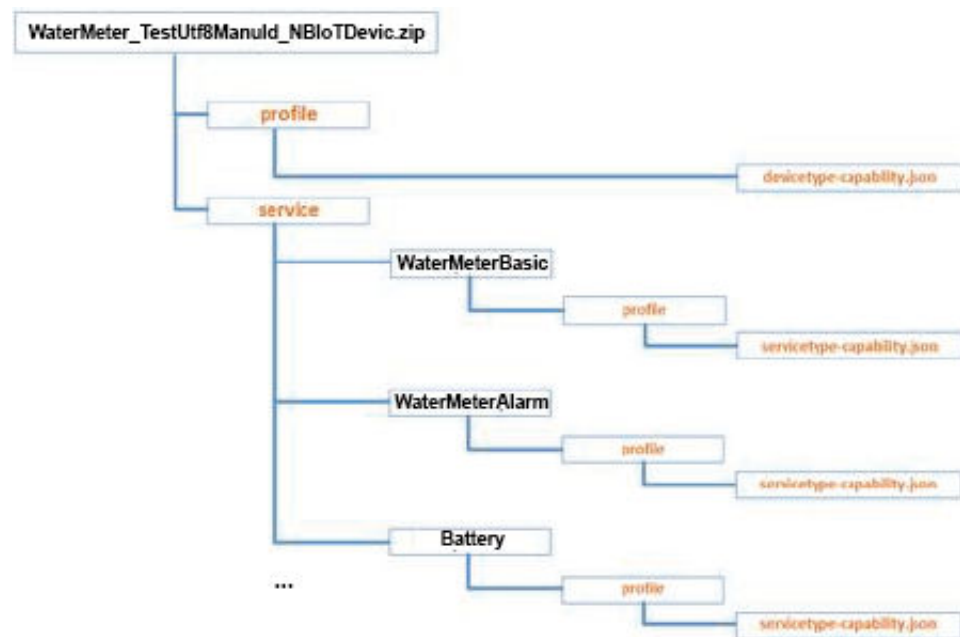 WaterMeter_TestUtf8ManuId_NBIoTDevic.zip
profile
devicetype-capability.json
service
WaterMeterBasic
profile
servicetype-capability.json
WaterMeterAlarm
profile
servicetype-capability.json
Battery
...
profile
servicetype-capability.json